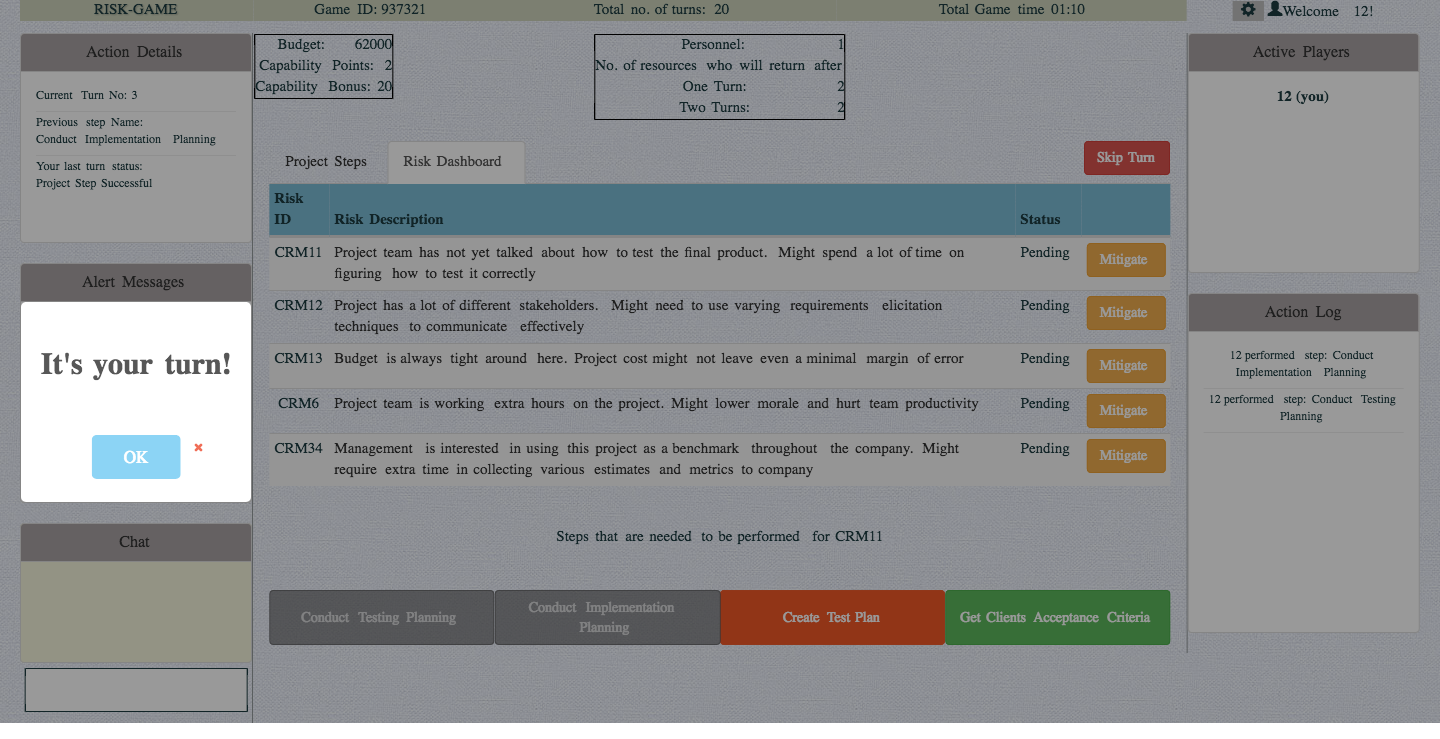 RISK-GAME
Game ID: 937321
Total no. of turns: 20
Total Game time 01:10
Welcome 12!
Action Details
Current Turn No: 3
Previous step Name:
Conduct Implementation Planning
Your last turn status:
Project Step Successful
Alert Messages
It's your turn!
OK
Chat
Budget: 62000
Capability Points: 2
Capability Bonus: 20
Personnel: 1
No. of resources who will return after
One Turn: 2
Two Turns: 2
Project Steps
Risk Dashboard
Skip Turn
Risk
ID
Risk Description
Status
CRM11 Project team has not yet talked about how to test the final product. Might spend a lot of time on Pending Mitigate
figuring how to test it correctly
CRM12 Project has a lot of different stakeholders. Might need to use varying requirements elicitation Pending Mitigate
techniques to communicate effectively
CRM13 Budget is always tight around here. Project cost might not leave even a minimal margin of error Pending Mitigate
CRM6 Project team is working extra hours on the project. Might lower morale and hurt team productivity Pending Mitigate
CRM34 Management is interested in using this project as a benchmark throughout the company. Might Pending Mitigate
require extra time in collecting various estimates and metrics to company
Steps that are needed to be performed for CRM11
Conduct Testing Planning
Conduct Implementation
Planning
Create Test Plan
Get Clients Acceptance Criteria
Active Players
12 (you)
Action Log
12 performed step: Conduct
Implementation Planning
12 performed step: Conduct Testing
Planning